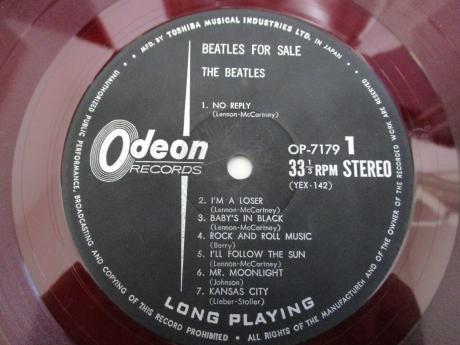 MFD. BY TOSHIBA MUSICAL INDUSTRIES LTD. IN JAPAN
BEATLES FOR SALE
THE BEATLES
1. NO REPLY
(Lennon-McCartney)
Odeon
RECORDS
OP-7179 1
33 1/3 RPM STEREO
(YEX-142)
2. I'M A LOSER
(Lennon-McCartney)
3. BABY'S IN BLACK
(Lennon-McCartney)
4. ROCK AND ROLL MUSIC
(Berry)
5. I'LL FOLLOW THE SUN
(Lennon-McCartney)
6. MR. MOONLIGHT
(Johnson)
7. KANSAS CITY
(Lieber-Stoller)
LONG PLAYING
UNAUTHORIZED PUBLIC PERFORMANCE, BROADCASTING AND COPYING OF THIS RECORD PROHIBITED • ALL RIGHTS OF THE MANUFACTURER AND OF THE OWNER OF THE RECORDED WORK ARE RESERVED